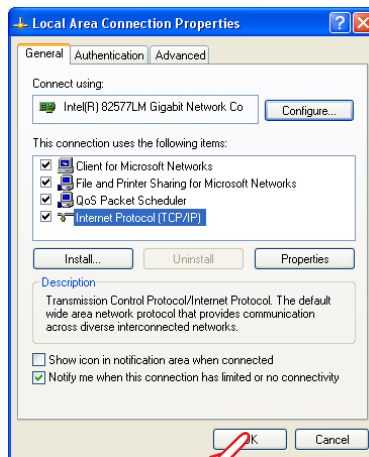 Local Area Connection Properties
General Authentication Advanced
Connect using:
Intel(R) 82577LM Gigabit Network Co
Configure...
This connection uses the following items:
Client for Microsoft Networks
File and Printer Sharing for Microsoft Networks
QoS Packet Scheduler
Internet Protocol (TCP/IP)
Install... Uninstall Properties
Description
Transmission Control Protocol/Internet Protocol. The default
wide area network protocol that provides communication
across diverse interconnected networks.
Show icon in notification area when connected
Notify me when this connection has limited or no connectivity
OK Cancel